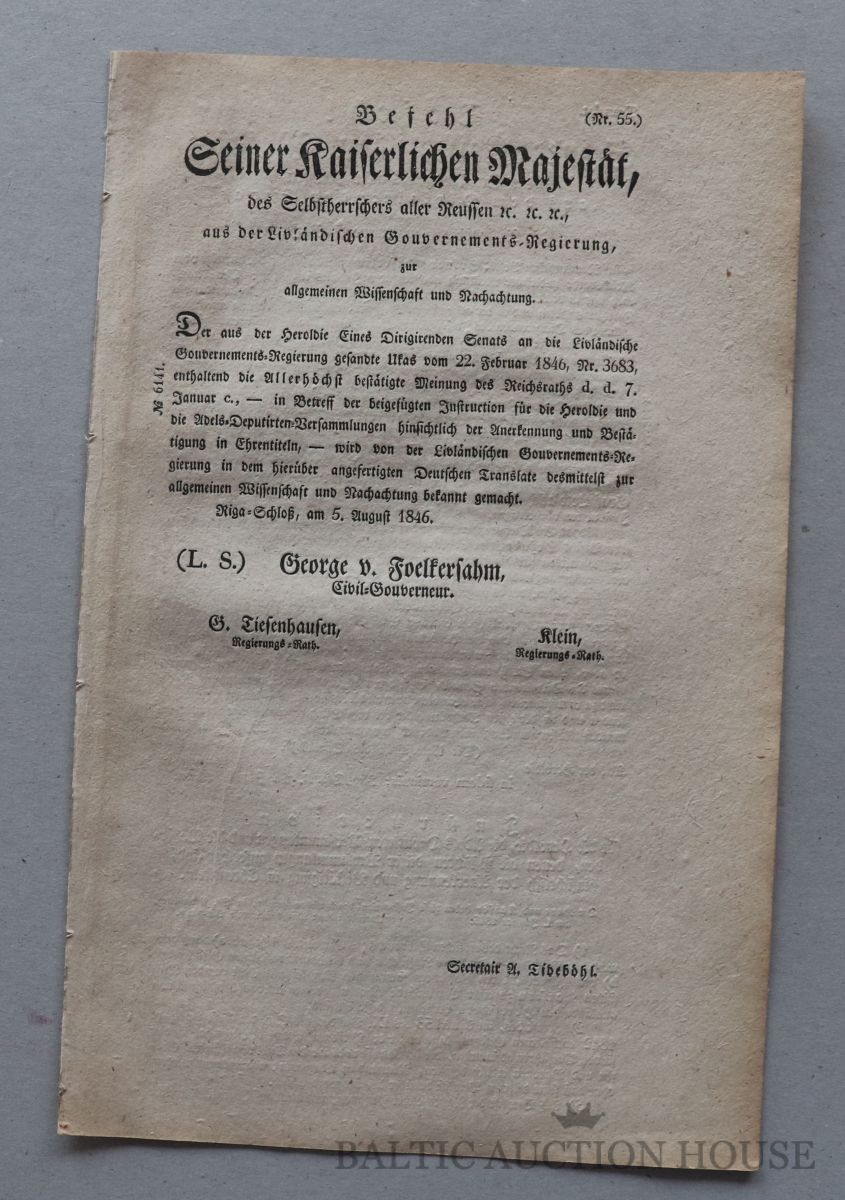 Befehl
(Nr. 55.)
Seiner Kaiserlichen Majestät,
des Selbstherrschers aller Reussen ꝛc. ꝛc. ꝛc.,
aus der Livländischen Gouvernements-Regierung,
zur
allgemeinen Wissenschaft und Nachachtung.
№ 6141.
Der aus der Heroldie Eines Dirigirenden Senats an die Livländische
Gouvernements-Regierung gesandte Ukas vom 22. Februar 1846, Nr. 3683,
enthaltend die Allerhöchst bestätigte Meinung des Reichsraths d. d. 7.
Januar c., — in Betreff der beigefügten Instruction für die Heroldie und
die Adels-Deputirten-Versammlungen hinsichtlich der Anerkennung und Bestä-
tigung in Ehrentiteln, — wird von der Livländischen Gouvernements-Re-
gierung in dem hierüber angefertigten Deutschen Translate desmittelst zur
allgemeinen Wissenschaft und Nachachtung bekannt gemacht.
Riga-Schloß, am 5. August 1846.
(L. S.) George v. Foelkersahm,
Civil-Gouverneur.
G. Tiesenhausen,
Regierungs-Rath.
Klein,
Regierungs-Rath.
Secretair A. Tideböhl.
BALTIC AUCTION HOUSE